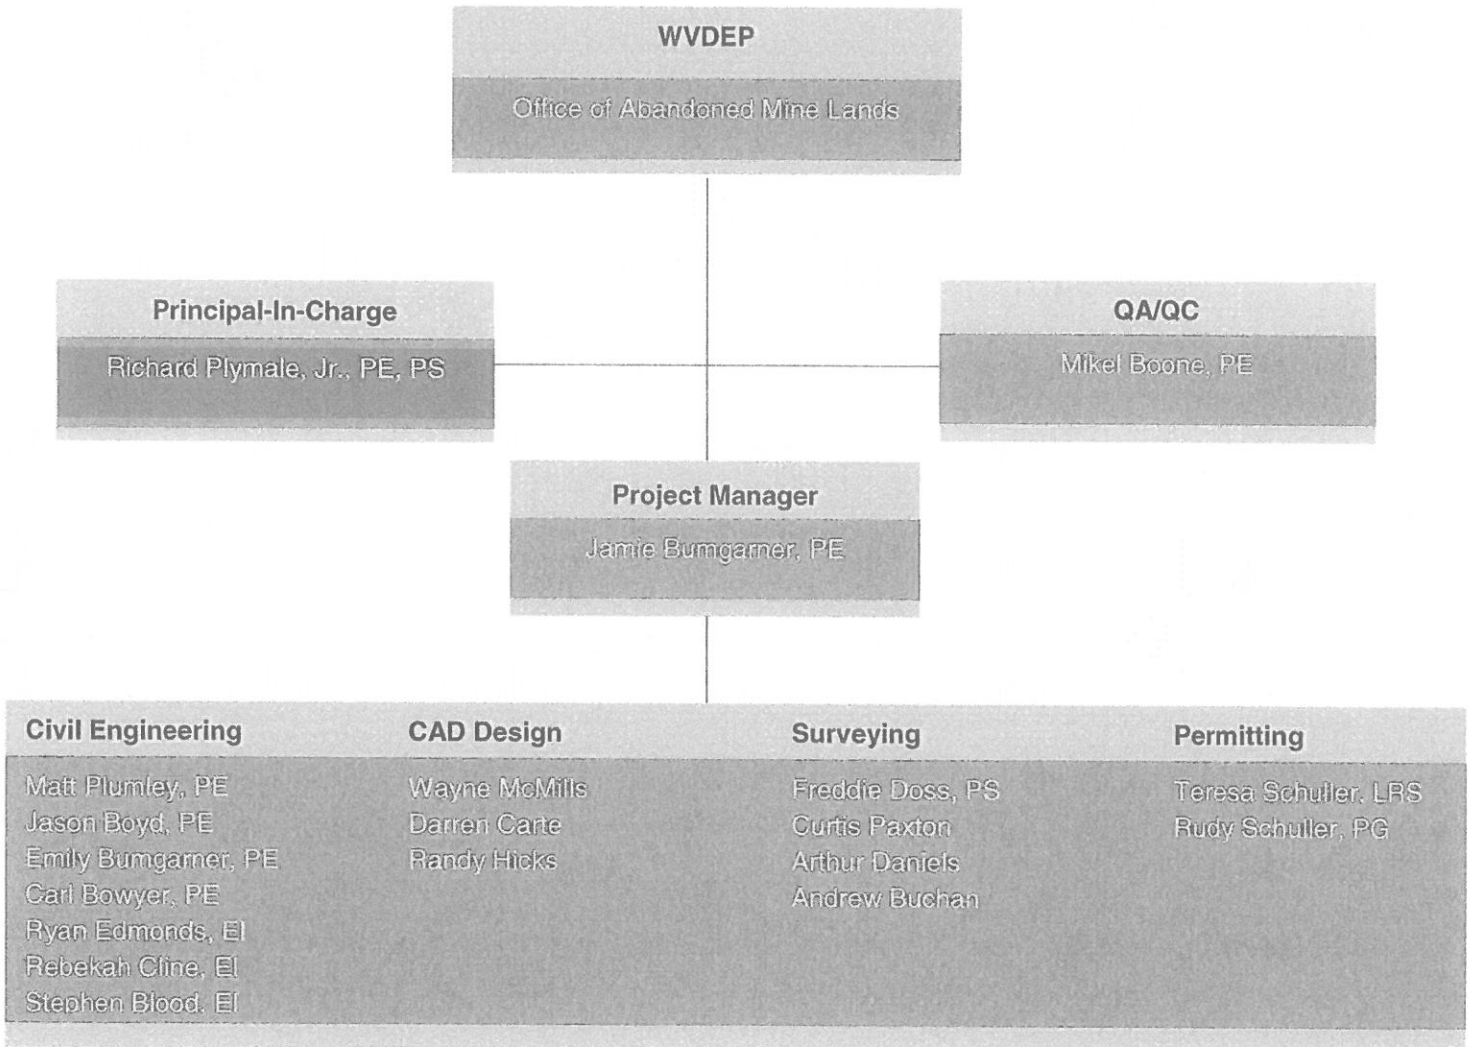 WVDEP
Office of Abandoned Mine Lands
Principal-In-Charge
Richard Plymale, Jr., PE, PS
QA/QC
Mikel Boone, PE
Project Manager
Jamie Bumgarner, PE
Civil Engineering
Matt Plumley, PE
Jason Boyd, PE
Emily Bumgarner, PE
Carl Bowyer, PE
Ryan Edmonds, EI
Rebekah Cline, EI
Stephen Blood, EI
CAD Design
Wayne McMills
Darren Carte
Randy Hicks
Surveying
Freddie Doss, PS
Curtis Paxton
Arthur Daniels
Andrew Buchan
Permitting
Teresa Schuller, LRS
Rudy Schuller, PG